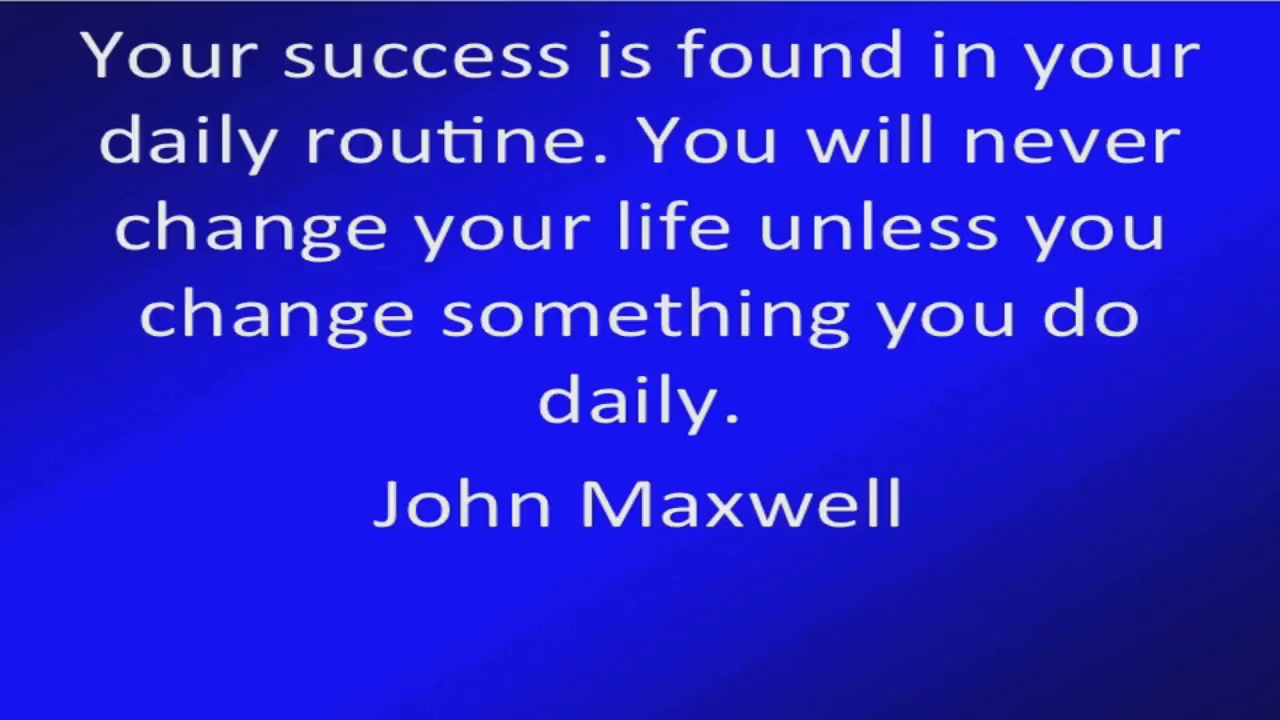 Your success is found in your
daily routine. You will never
change your life unless you
change something you do
daily.
John Maxwell